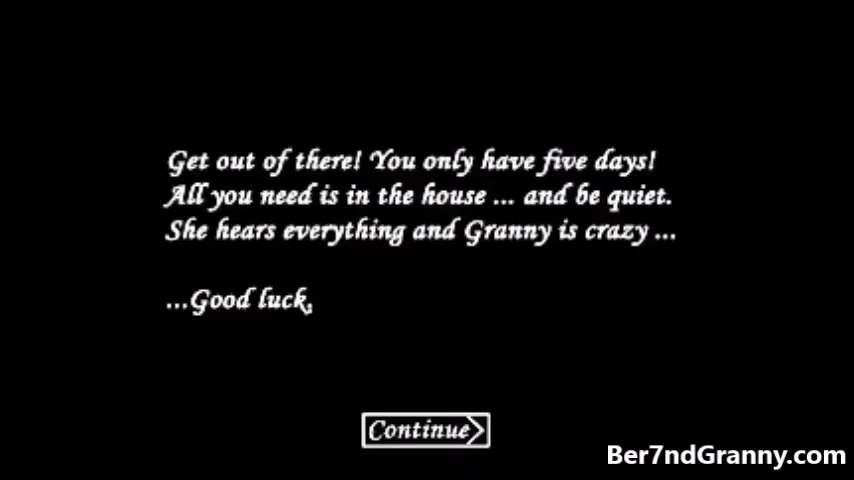 Get out of there! You only have five days!
All you need is in the house ... and be quiet.
She hears everything and Granny is crazy ...
...Good luck,
Continue>
Ber7ndGranny.com